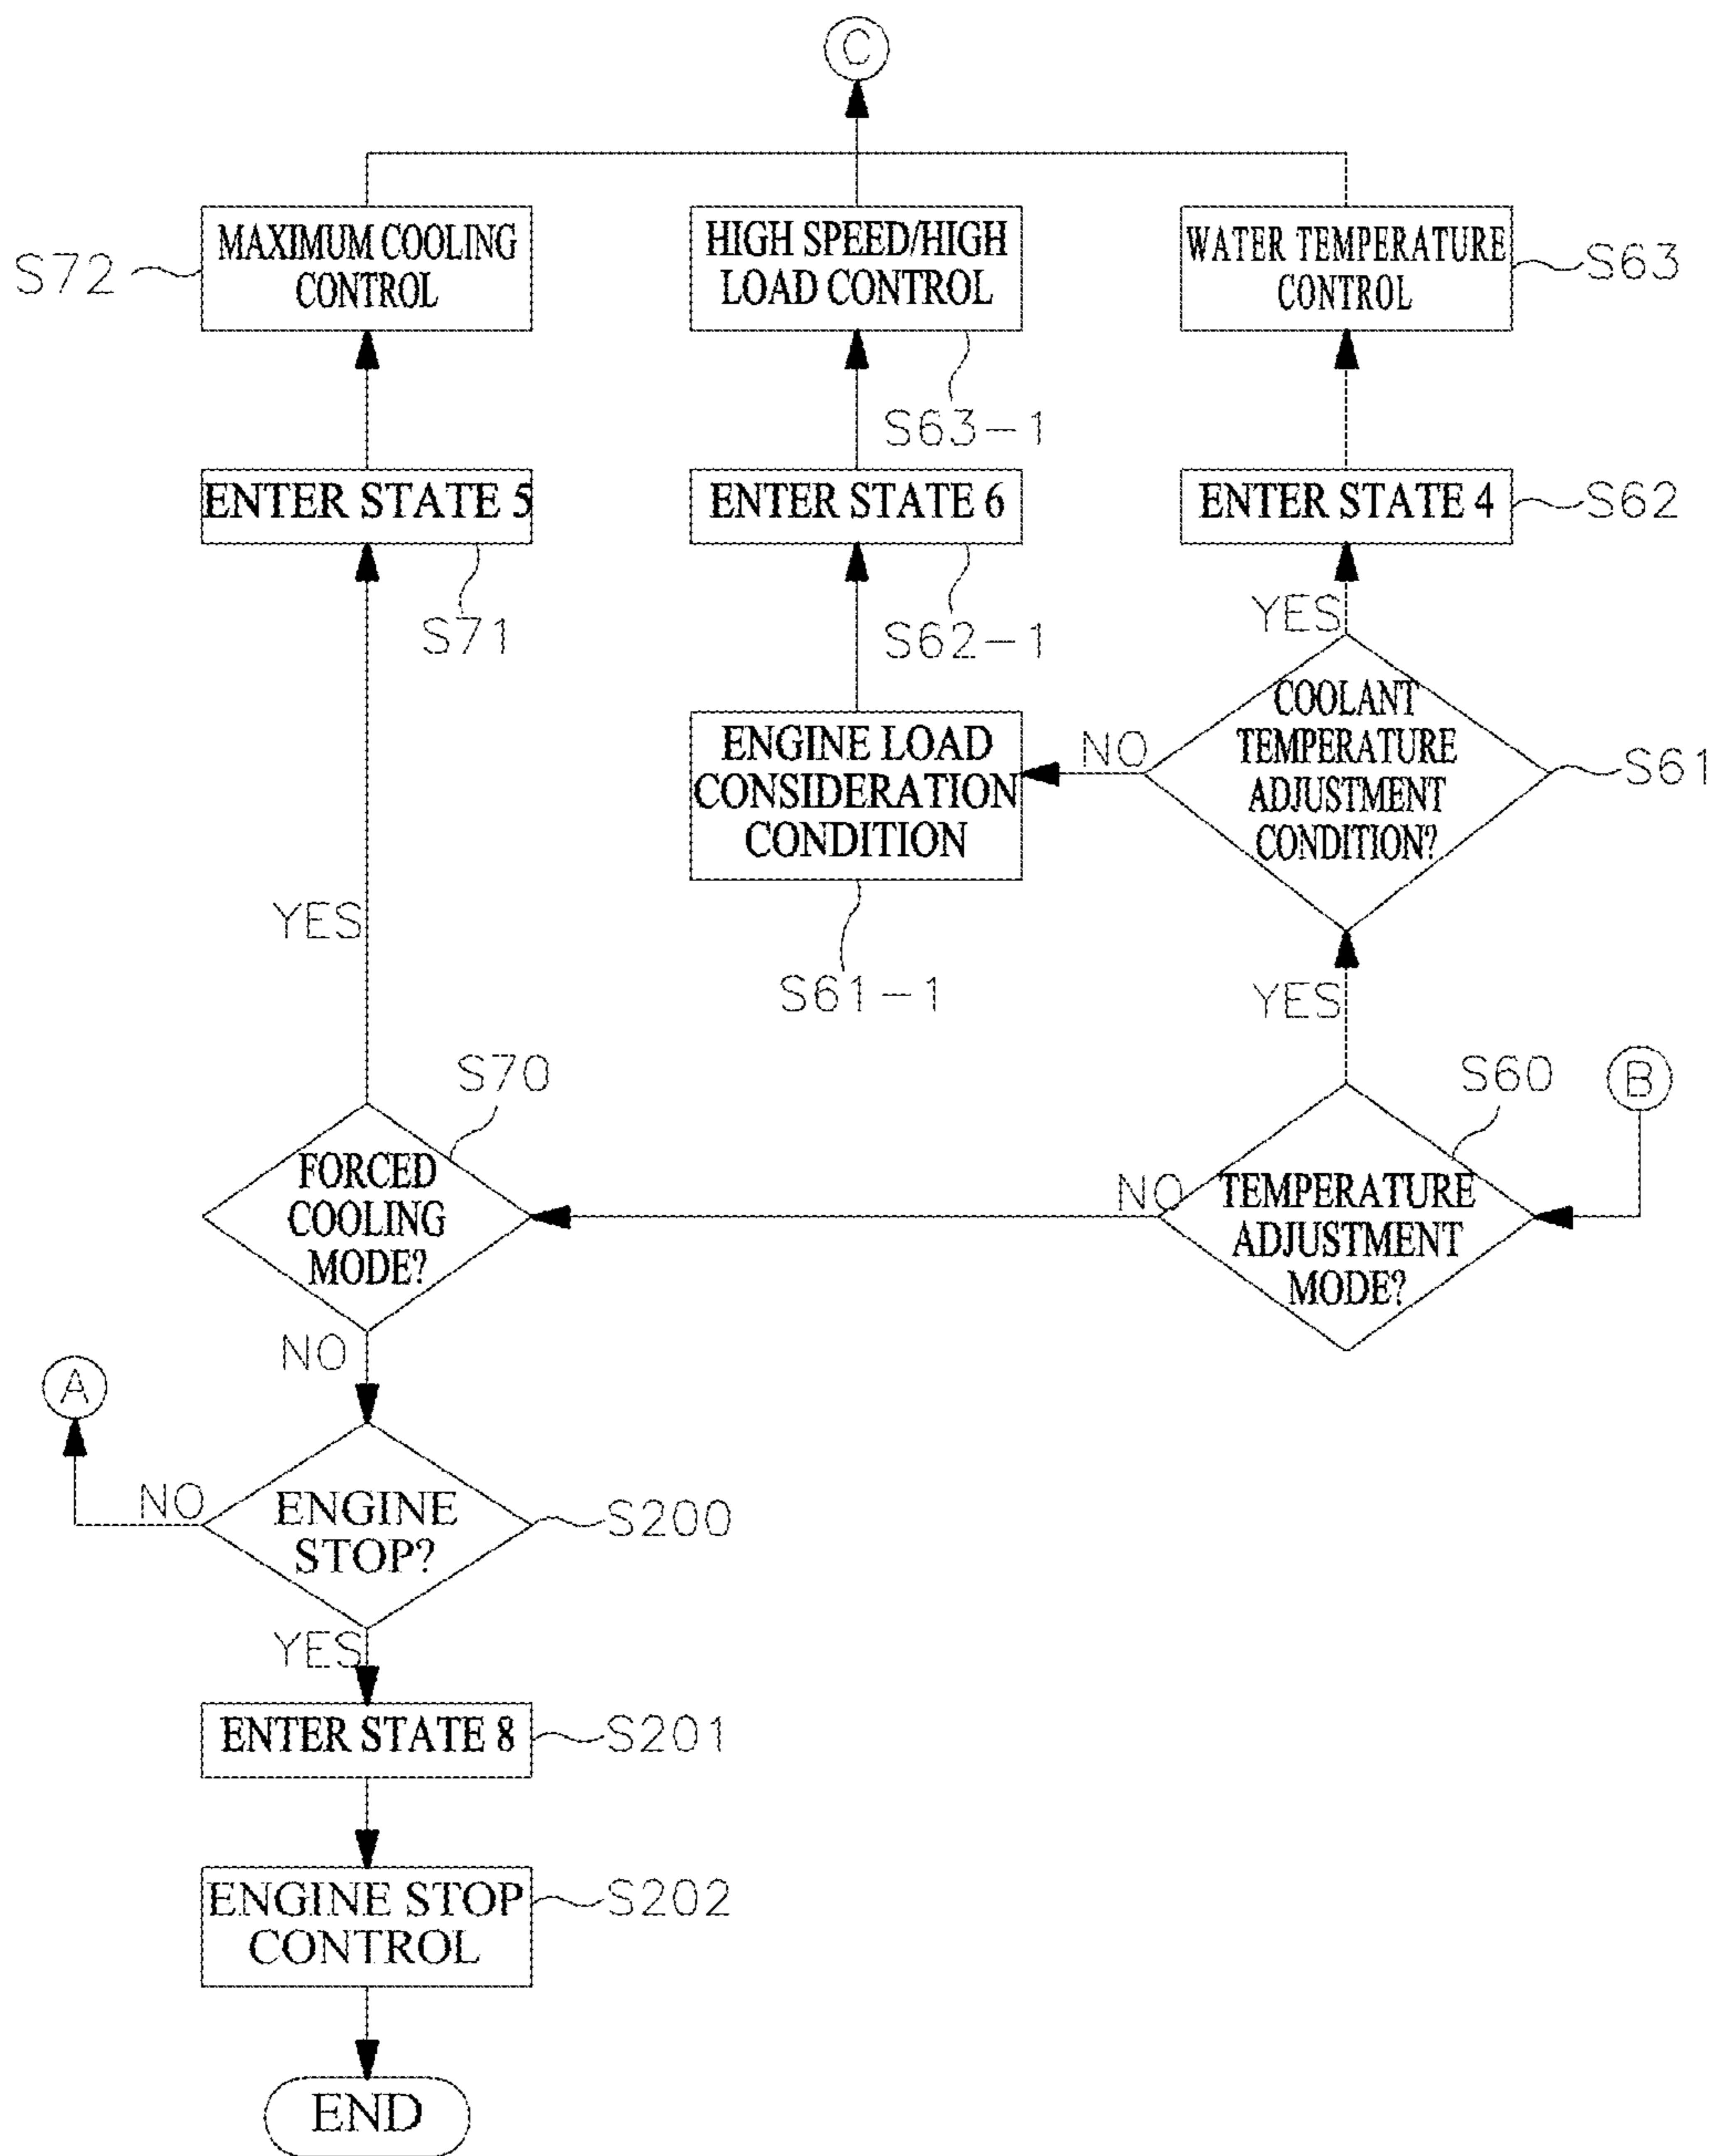 C
MAXIMUM COOLING
CONTROL
S72
HIGH SPEED/HIGH
LOAD CONTROL
S63-1
WATER TEMPERATURE
CONTROL
S63
ENTER STATE 5
S71
ENTER STATE 6
S62-1
ENTER STATE 4
S62
YES
COOLANT
TEMPERATURE
ADJUSTMENT
CONDITION?
S61
NO
ENGINE LOAD
CONSIDERATION
CONDITION
S61-1
YES
YES
S70
FORCED
COOLING
MODE?
NO
S60
TEMPERATURE
ADJUSTMENT
MODE?
B
NO
A
NO
ENGINE
STOP?
S200
YES
ENTER STATE 8
S201
ENGINE STOP
CONTROL
S202
END